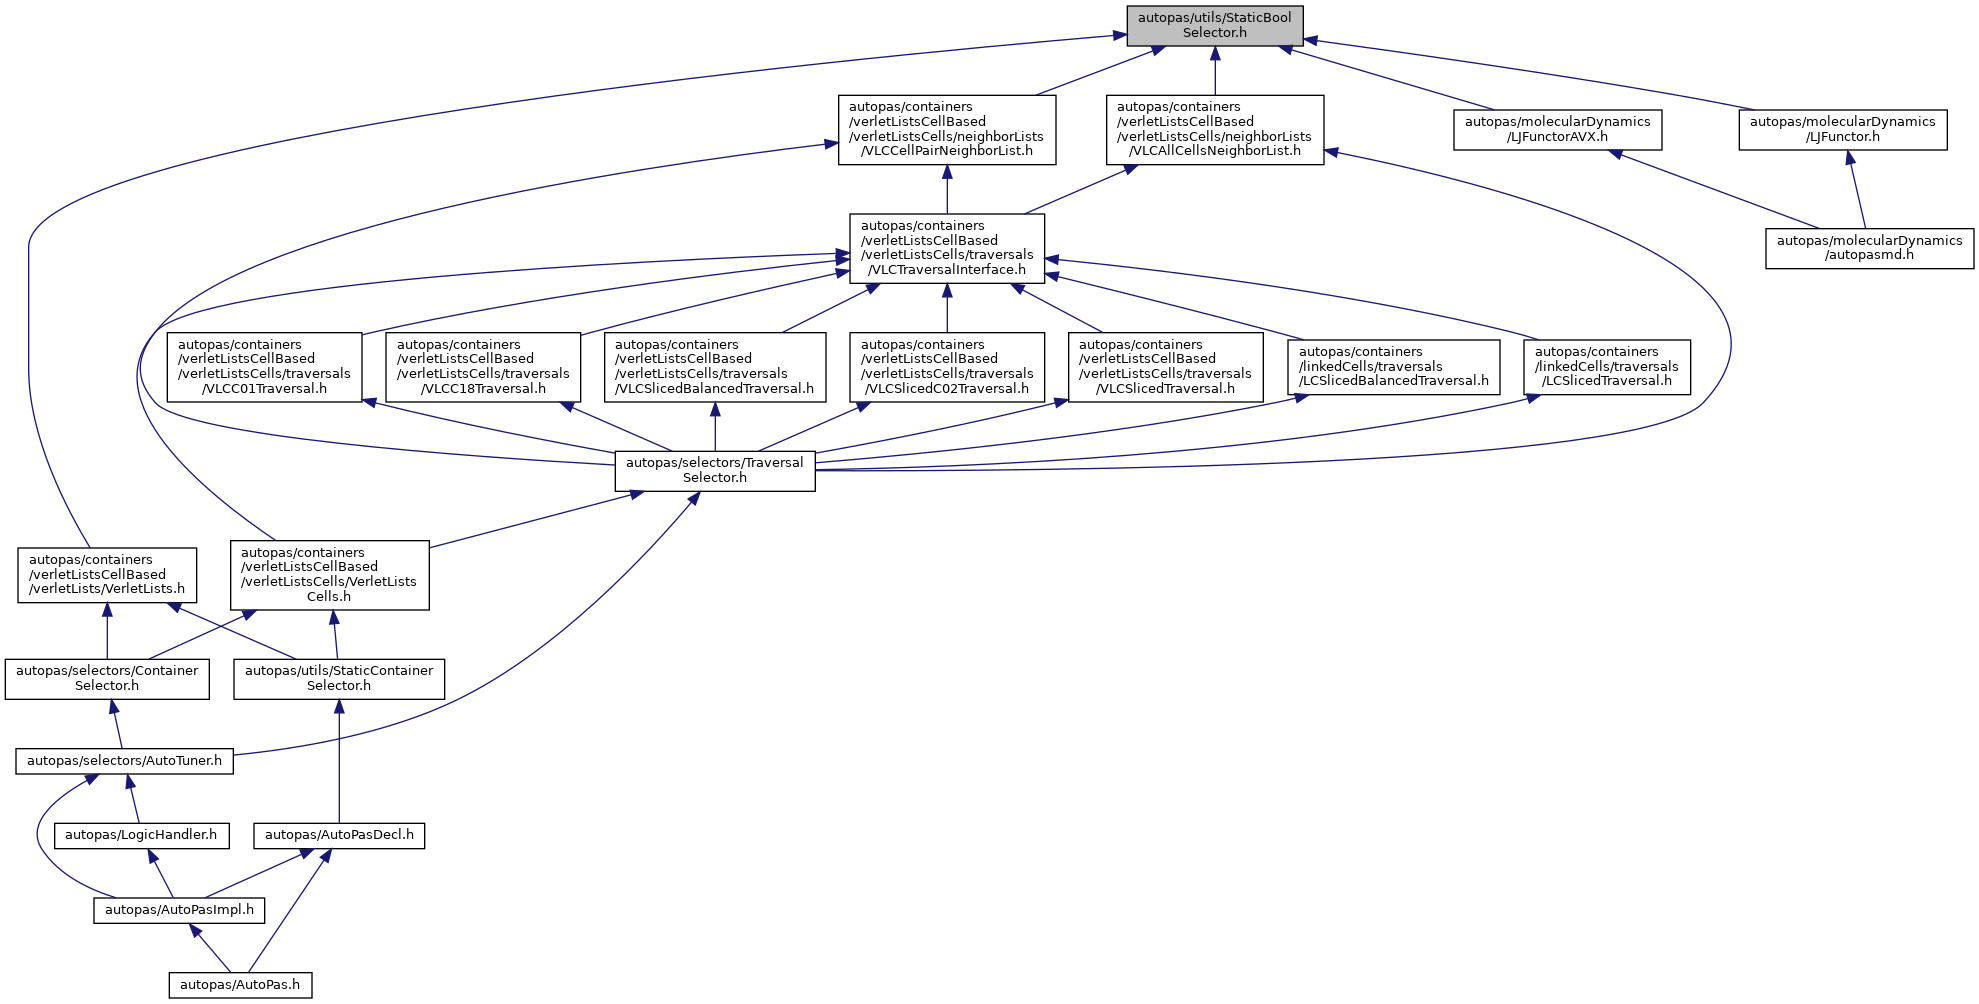 autopas/utils/StaticBool
Selector.h
autopas/containers
/verletListsCellBased
/verletListsCells/neighborLists
/VLCCellPairNeighborList.h
autopas/containers
/verletListsCellBased
/verletListsCells/neighborLists
/VLCAllCellsNeighborList.h
autopas/molecularDynamics
/LJFunctorAVX.h
autopas/molecularDynamics
/LJFunctor.h
autopas/containers
/verletListsCellBased
/verletListsCells/traversals
/VLCTraversalInterface.h
autopas/molecularDynamics
/autopasmd.h
autopas/containers
/verletListsCellBased
/verletListsCells/traversals
/VLCC01Traversal.h
autopas/containers
/verletListsCellBased
/verletListsCells/traversals
/VLCC18Traversal.h
autopas/containers
/verletListsCellBased
/verletListsCells/traversals
/VLCSlicedBalancedTraversal.h
autopas/containers
/verletListsCellBased
/verletListsCells/traversals
/VLCSlicedC02Traversal.h
autopas/containers
/verletListsCellBased
/verletListsCells/traversals
/VLCSlicedTraversal.h
autopas/containers
/linkedCells/traversals
/LCSlicedBalancedTraversal.h
autopas/containers
/linkedCells/traversals
/LCSlicedTraversal.h
autopas/selectors/Traversal
Selector.h
autopas/containers
/verletListsCellBased
/verletLists/VerletLists.h
autopas/containers
/verletListsCellBased
/verletListsCells/VerletLists
Cells.h
autopas/selectors/Container
Selector.h
autopas/utils/StaticContainer
Selector.h
autopas/selectors/AutoTuner.h
autopas/LogicHandler.h
autopas/AutoPasDecl.h
autopas/AutoPasImpl.h
autopas/AutoPas.h